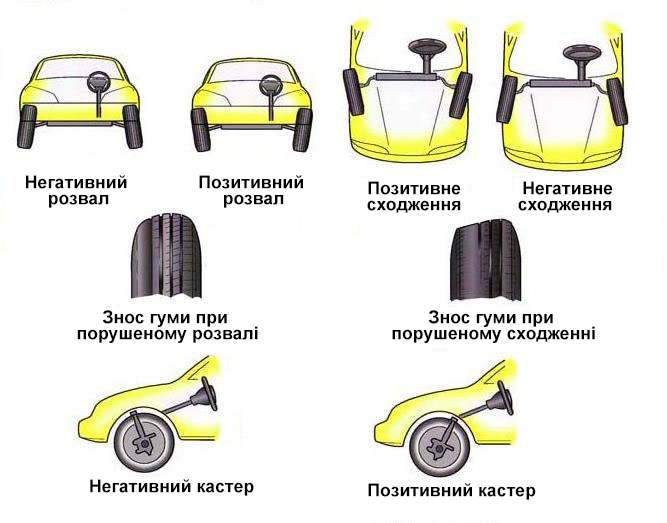 Негативний
розвал
Позитивний
розвал
Позитивне
сходження
Негативне
сходження
Знос гуми при
порушеному розвалі
Знос гуми при
порушеному сходженні
Негативний кастер
Позитивний кастер